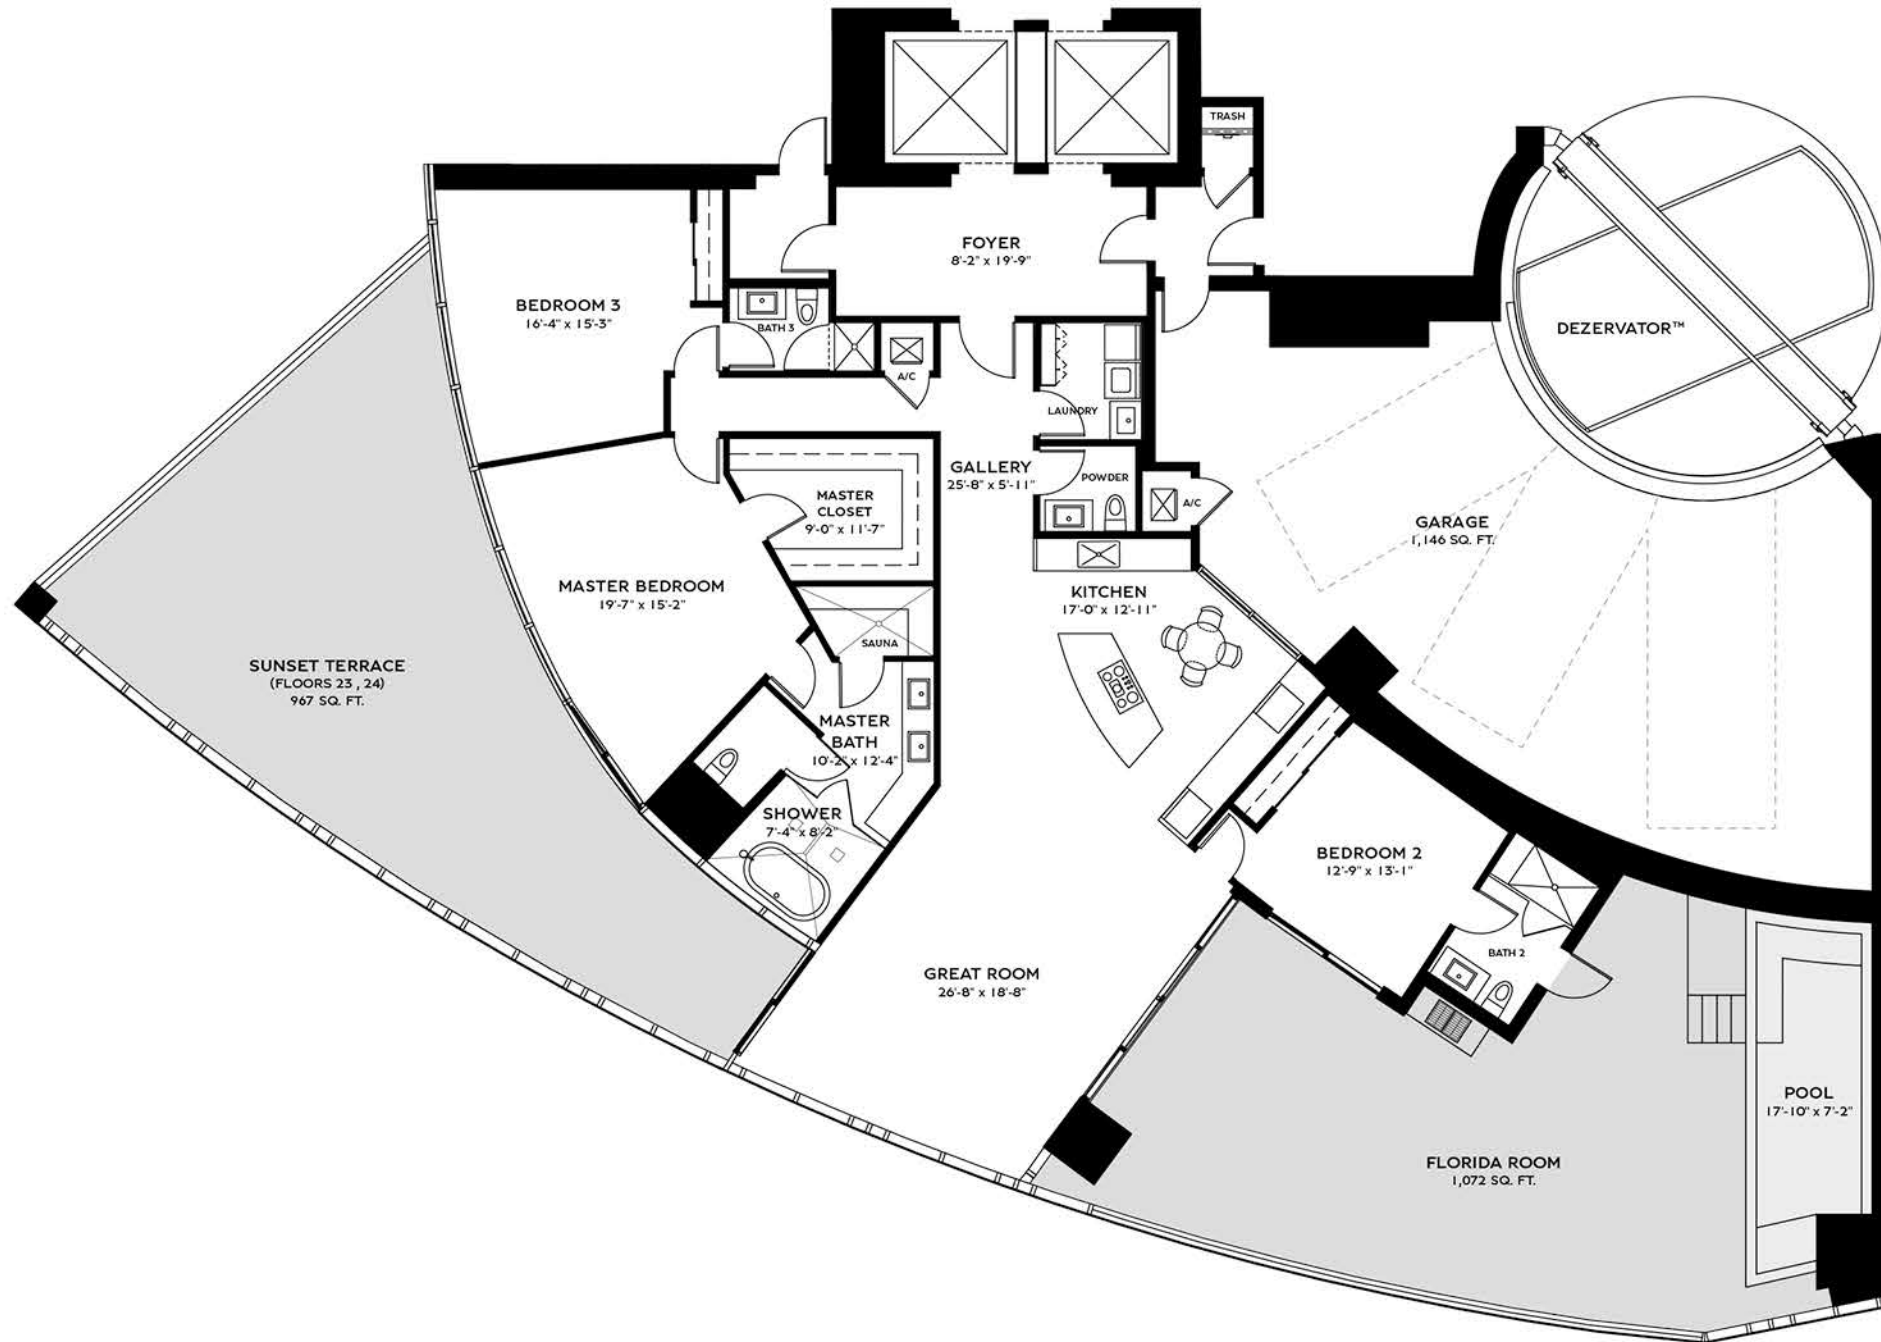 TRASH
FOYER
8'-2" x 19'-9"
BEDROOM 3
16'-4" x 15'-3"
BATH 3
DEZERVATOR™
A/C
LAUNDRY
GALLERY
25'-8" x 5'-11"
POWDER
A/C
MASTER
CLOSET
9'-0" x 11'-7"
GARAGE
1,146 SQ. FT.
MASTER BEDROOM
19'-7" x 15'-2"
KITCHEN
17'-0" x 12'-11"
SAUNA
SUNSET TERRACE
(FLOORS 23 , 24)
967 SQ. FT.
MASTER
BATH
10'-2" x 12'-4"
SHOWER
7'-4" x 8'-2"
BEDROOM 2
12'-9" x 13'-1"
BATH 2
GREAT ROOM
26'-8" x 18'-8"
POOL
17'-10" x 7'-2"
FLORIDA ROOM
1,072 SQ. FT.